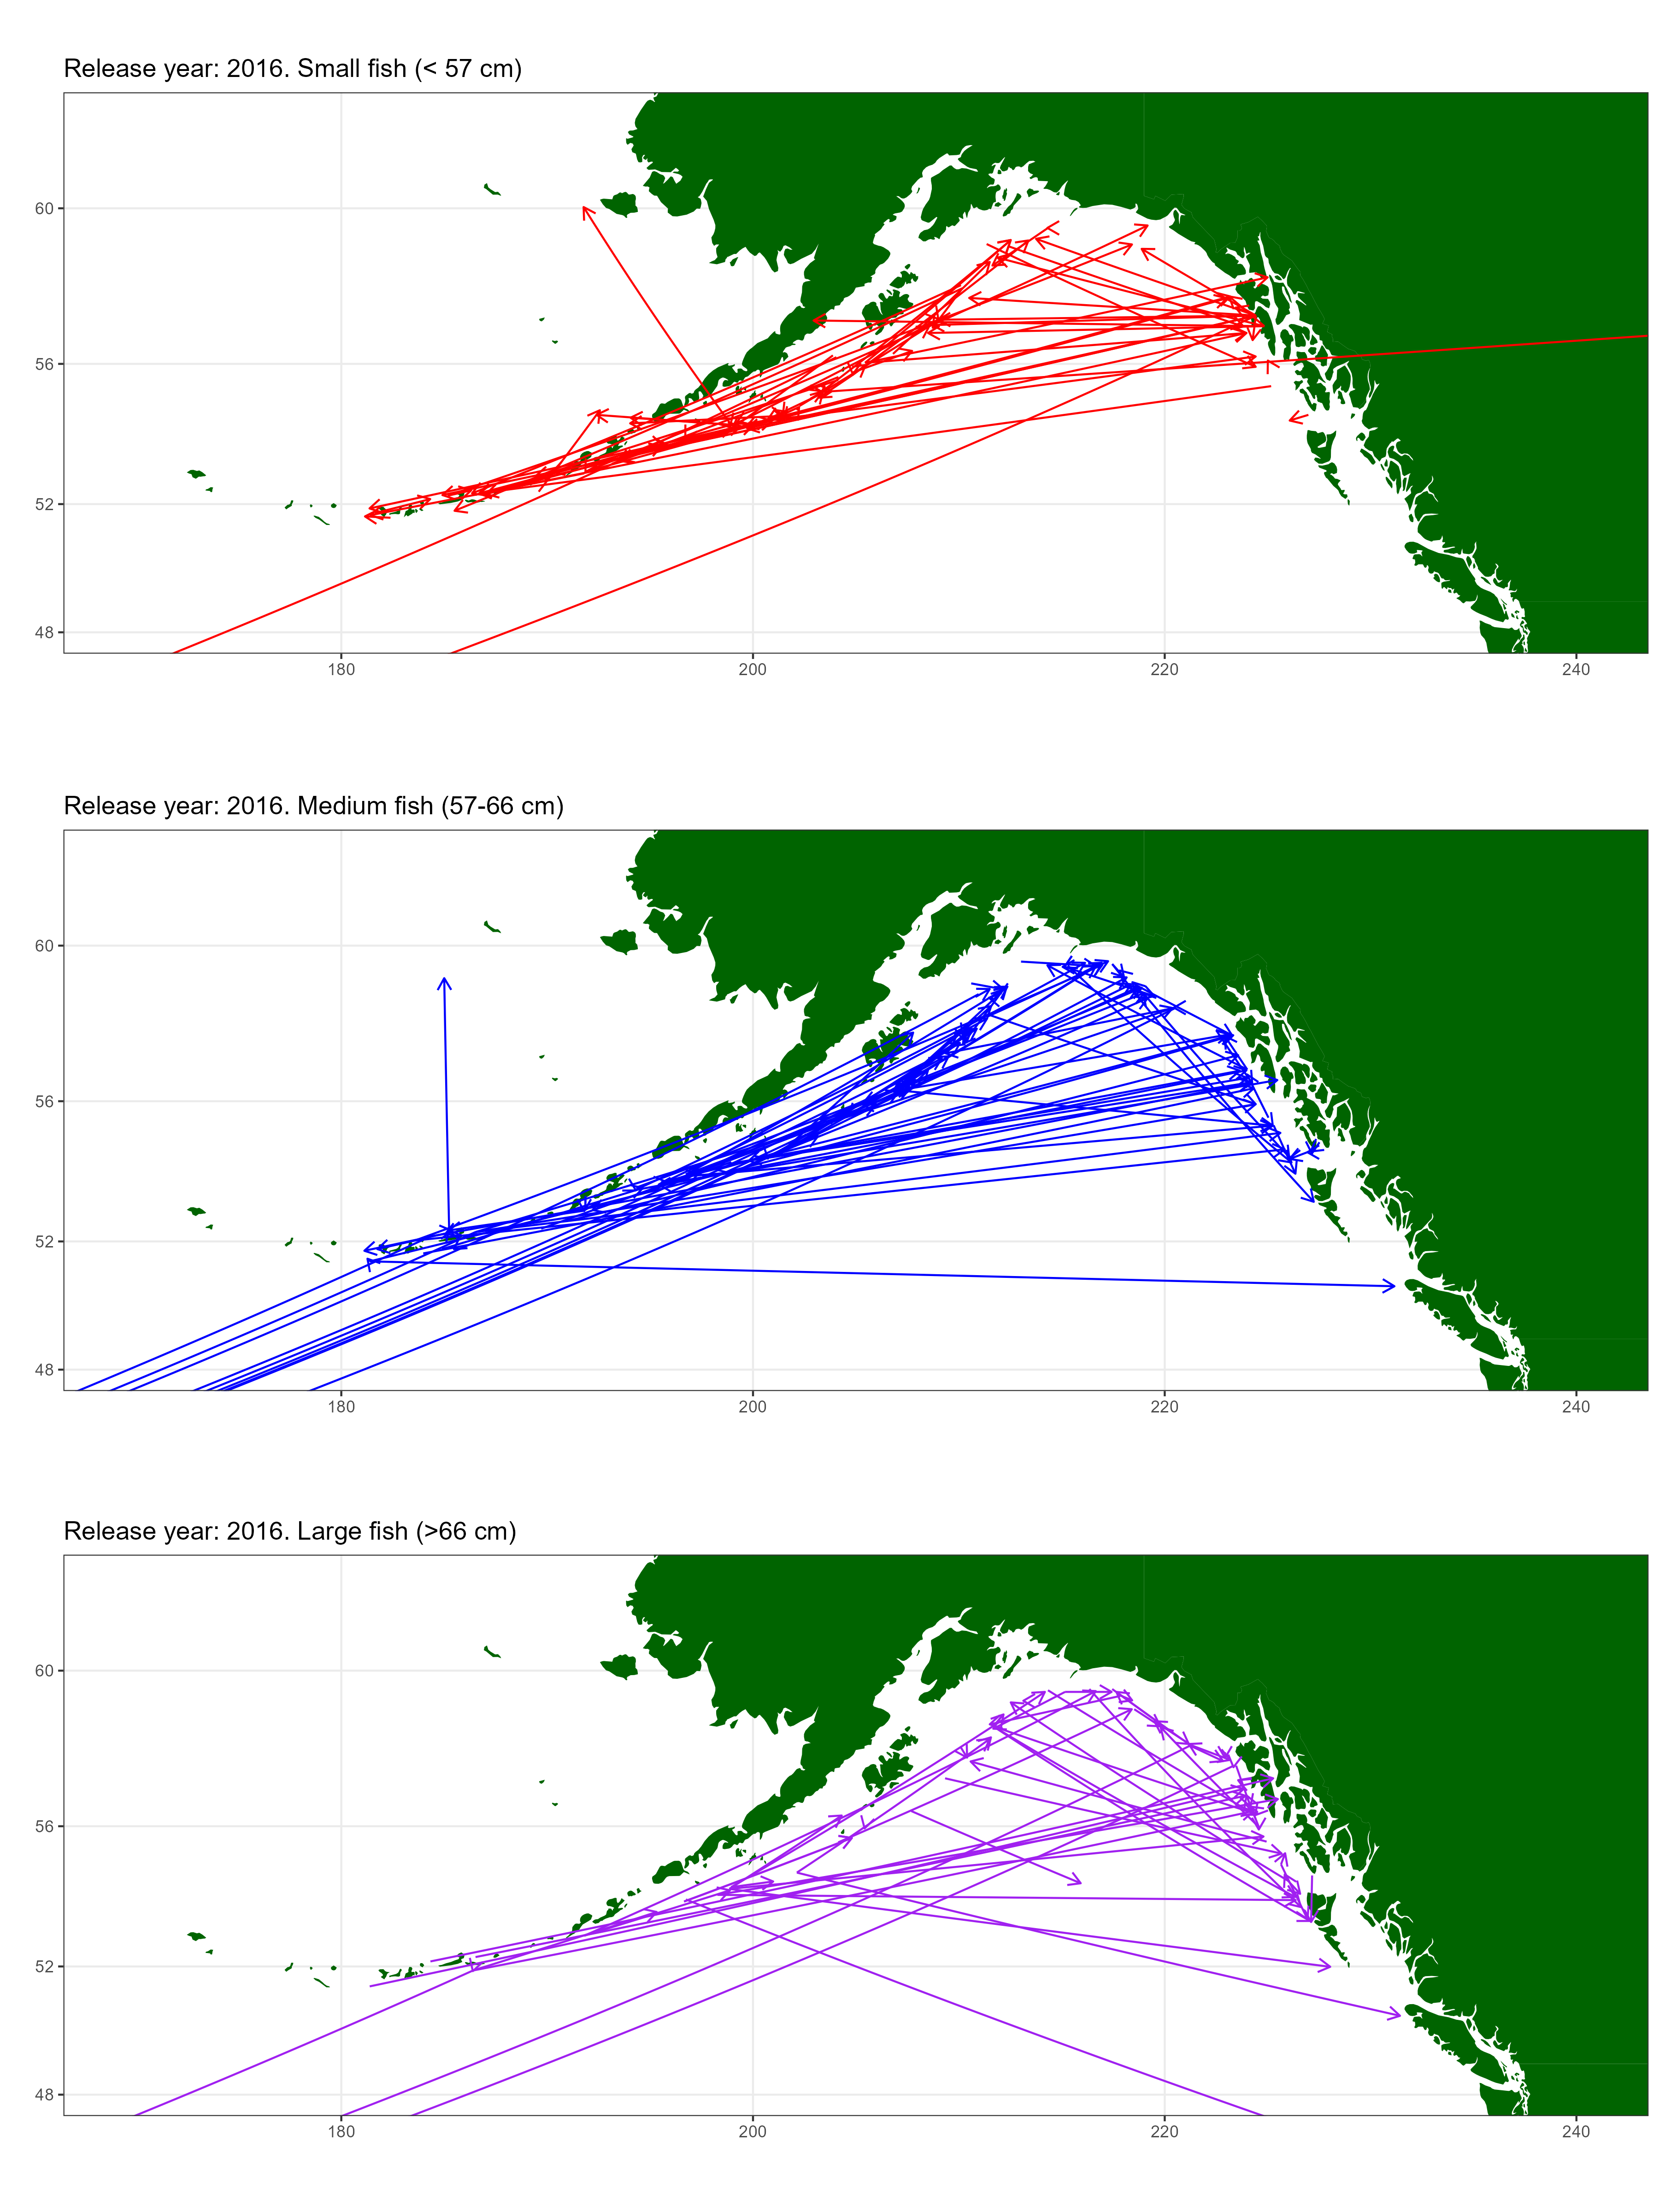 Release year: 2016. Small fish (< 57 cm)
60
56
52
48
180 200 220 240
Release year: 2016. Medium fish (57-66 cm)
60
56
52
48
180 200 220 240
Release year: 2016. Large fish (>66 cm)
60
56
52
48
180 200 220 240